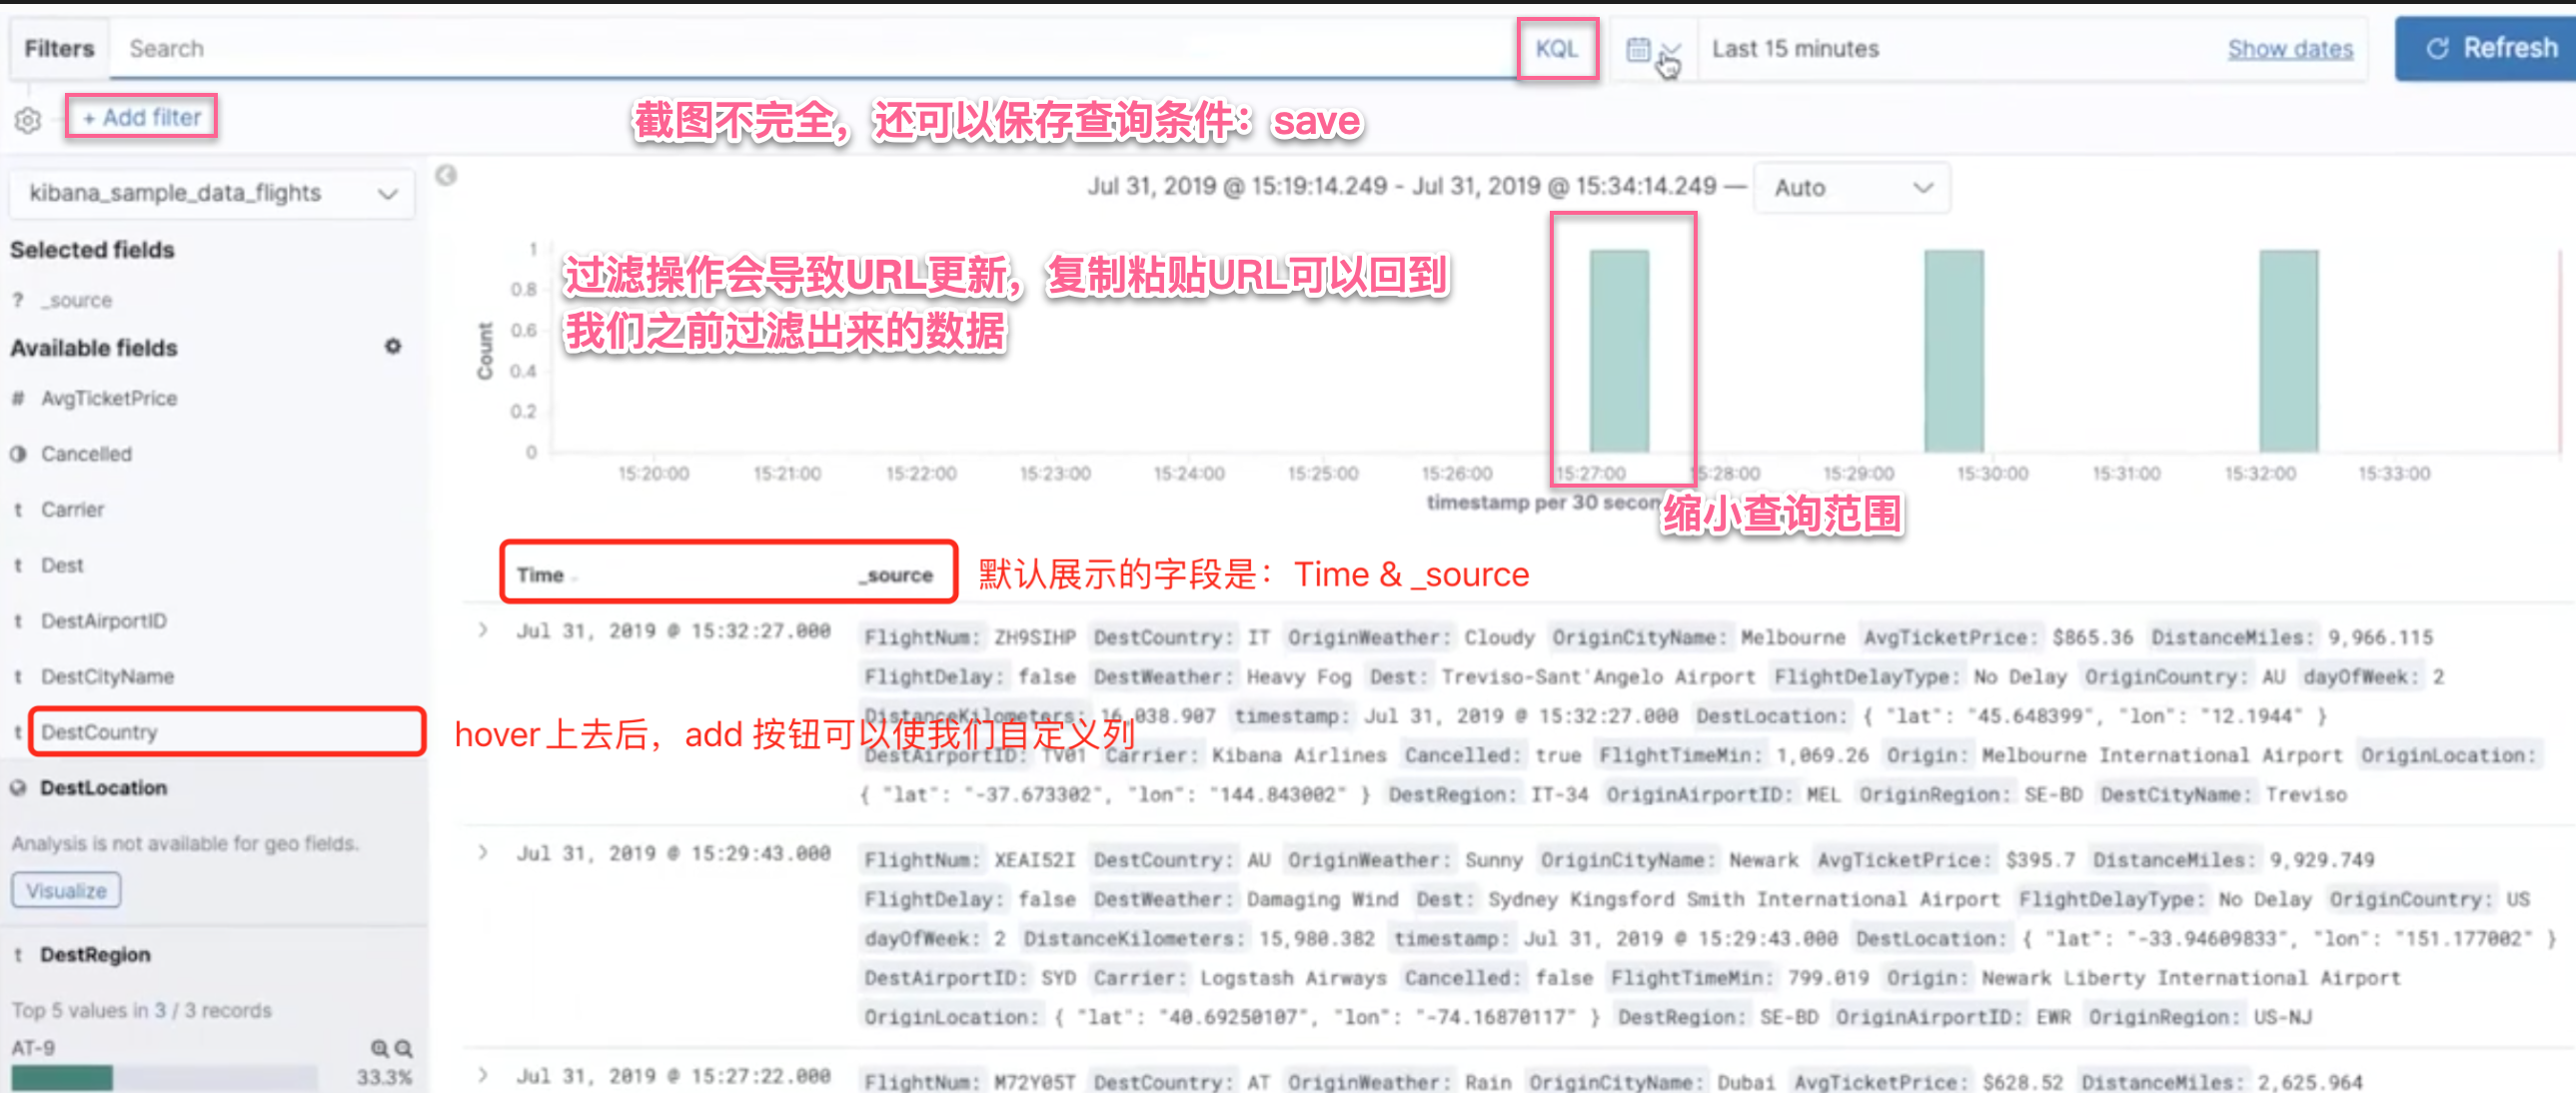 Filters Search KQL Last 15 minutes Show dates Refresh
+ Add filter
截图不完全，还可以保存查询条件：save
kibana_sample_data_flights
Jul 31, 2019 @ 15:19:14.249 - Jul 31, 2019 @ 15:34:14.249 — Auto
Selected fields
? _source
Available fields
# AvgTicketPrice
Cancelled
t Carrier
t Dest
t DestAirportID
t DestCityName
t DestCountry
DestLocation
Analysis is not available for geo fields.
Visualize
t DestRegion
Top 5 values in 3 / 3 records
AT-9
33.3%
过滤操作会导致URL更新，复制粘贴URL可以回到
我们之前过滤出来的数据
Count
1
0.8
0.6
0.4
0.2
0
15:20:00 15:21:00 15:22:00 15:23:00 15:24:00 15:25:00 15:26:00 15:27:00 15:28:00 15:29:00 15:30:00 15:31:00 15:32:00 15:33:00
timestamp per 30 secon
缩小查询范围
Time _source
默认展示的字段是：Time & _source
hover 上去后，add 按钮可以使我们自定义列
Jul 31, 2019 @ 15:32:27.000 FlightNum: ZH9SIHP DestCountry: IT OriginWeather: Cloudy OriginCityName: Melbourne AvgTicketPrice: $865.36 DistanceMiles: 9,966.115
FlightDelay: false DestWeather: Heavy Fog Dest: Treviso-Sant'Angelo Airport FlightDelayType: No Delay OriginCountry: AU dayOfWeek: 2
DistanceKilometers: 16,038.907 timestamp: Jul 31, 2019 @ 15:32:27.000 DestLocation: { "lat": "45.648399", "lon": "12.1944" }
DestAirportID: TV01 Carrier: Kibana Airlines Cancelled: true FlightTimeMin: 1,069.26 Origin: Melbourne International Airport OriginLocation:
{ "lat": "-37.673302", "lon": "144.843002" } DestRegion: IT-34 OriginAirportID: MEL OriginRegion: SE-BD DestCityName: Treviso
Jul 31, 2019 @ 15:29:43.000 FlightNum: XEAI52I DestCountry: AU OriginWeather: Sunny OriginCityName: Newark AvgTicketPrice: $395.7 DistanceMiles: 9,929.749
FlightDelay: false DestWeather: Damaging Wind Dest: Sydney Kingsford Smith International Airport FlightDelayType: No Delay OriginCountry: US
dayOfWeek: 2 DistanceKilometers: 15,980.382 timestamp: Jul 31, 2019 @ 15:29:43.000 DestLocation: { "lat": "-33.94609833", "lon": "151.177002" }
DestAirportID: SYD Carrier: Logstash Airways Cancelled: false FlightTimeMin: 799.019 Origin: Newark Liberty International Airport
OriginLocation: { "lat": "40.69250107", "lon": "-74.16870117" } DestRegion: SE-BD OriginAirportID: EWR OriginRegion: US-NJ
Jul 31, 2019 @ 15:27:22.000 FlightNum: M72Y05T DestCountry: AT OriginWeather: Rain OriginCityName: Dubai AvgTicketPrice: $628.52 DistanceMiles: 2,625.964